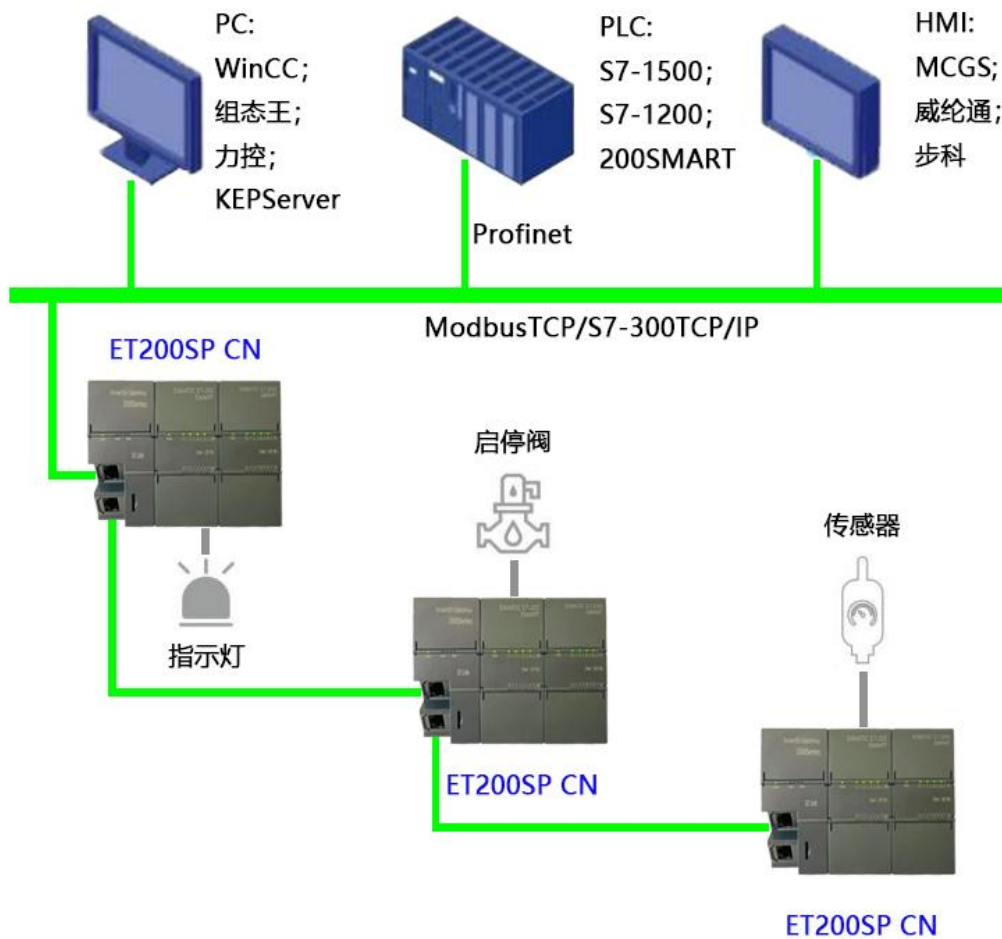 PC:
WinCC;
组态王;
力控;
KEPServer
PLC:
S7-1500;
S7-1200;
200SMART
HMI:
MCGS;
威纶通;
步科
Profinet
ModbusTCP/S7-300TCP/IP
ET200SP CN
指示灯
启停阀
ET200SP CN
传感器
ET200SP CN